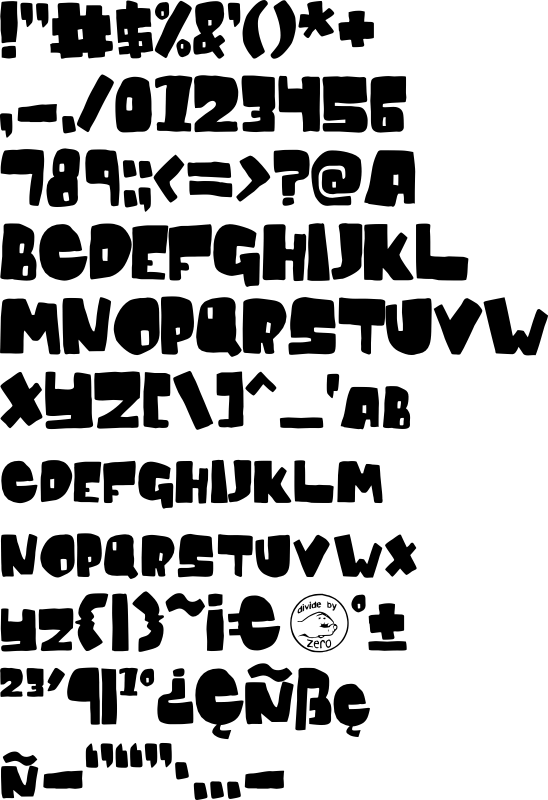 !"#$%&'()*+
,-./0123456
789:;<=>?@A
BCDEFGHIJKL
MNOPQRSTUVW
XYZ[\]^_'AB
CDEFGHIJKLM
NOPQRSTUVWX
YZ{|}~¡€ divide by zero °±
²³´¶|¹º¿ÇÑßç
ñ–—‘’‚“”•…—